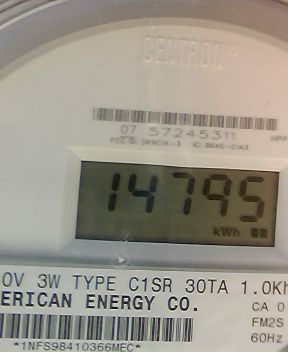 CENTRON®
07 57245311
14795
kWh
0V 3W TYPE C1SR 30TA 1.0Kh
ERICAN ENERGY CO.
CA 0
FM2S
60Hz
*1NFS98410366MEC*